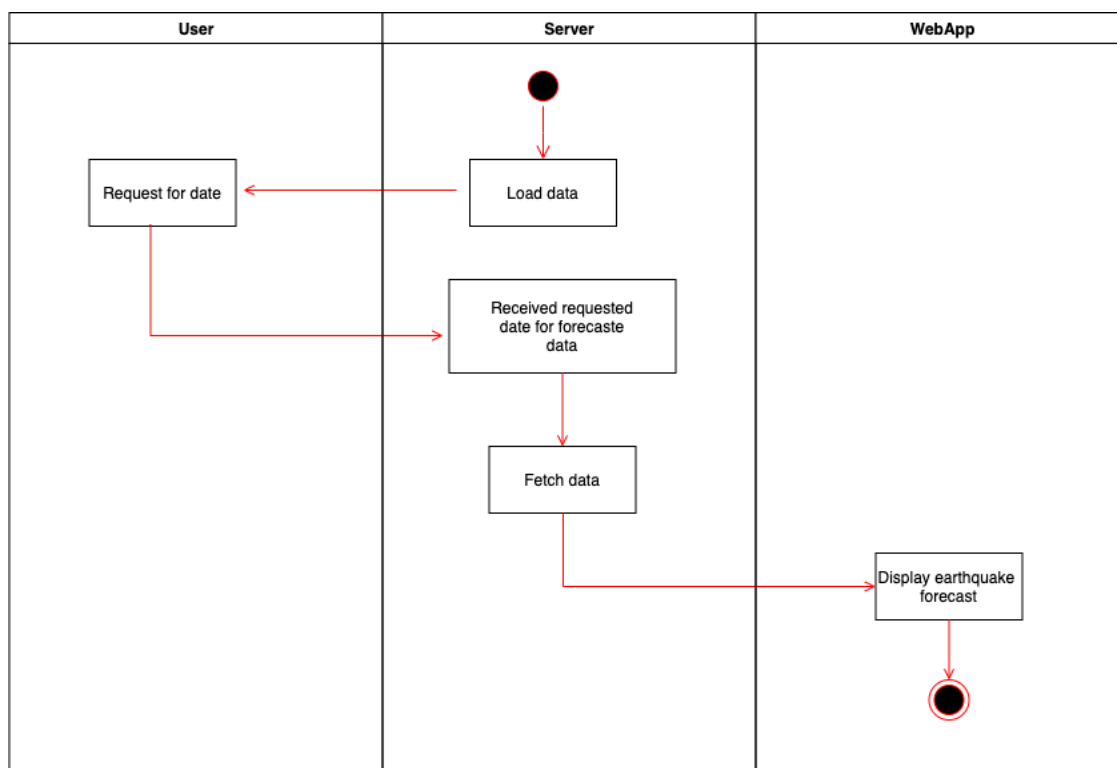 User
Server
WebApp
Request for date
Load data
Received requested
date for forecaste
data
Fetch data
Display earthquake
forecast